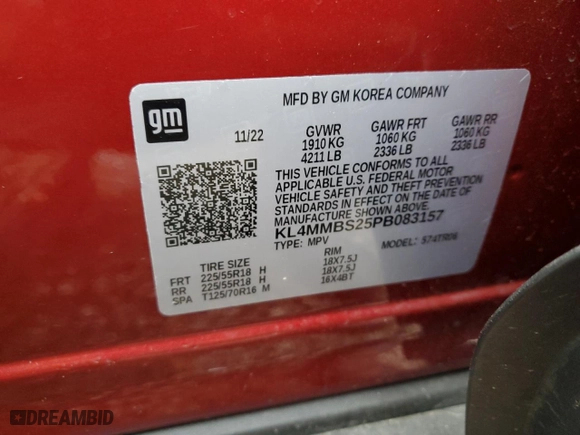 gm
MFD BY GM KOREA COMPANY
11/22
GVWR GAWR FRT GAWR RR
1910 KG 1060 KG 1060 KG
4211 LB 2336 LB 2336 LB
THIS VEHICLE CONFORMS TO ALL
APPLICABLE U.S. FEDERAL MOTOR
VEHICLE SAFETY AND THEFT PREVENTION
STANDARDS IN EFFECT ON THE DATE OF
MANUFACTURE SHOWN ABOVE.
KL4MMBS25PB083157
TYPE: MPV MODEL: 574TR06
TIRE SIZE RIM
FRT 225/55R18 H 18X7.5J
RR 225/55R18 H 18X7.5J
SPA T125/70R16 M 16X4BT
DREAMBID